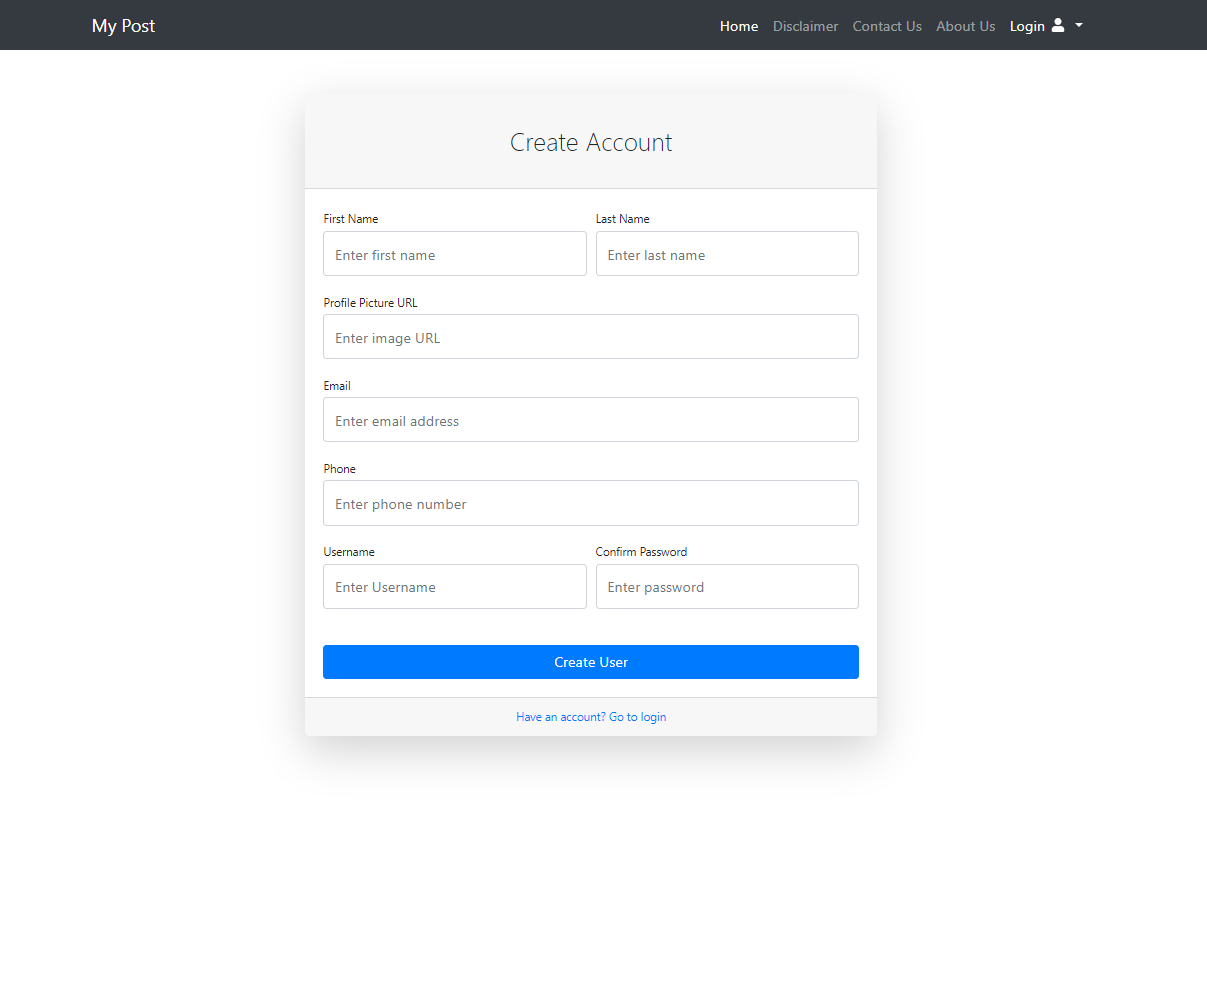 My Post
Home Disclaimer Contact Us About Us Login
Create Account
First Name Last Name
Enter first name Enter last name
Profile Picture URL
Enter image URL
Email
Enter email address
Phone
Enter phone number
Username Confirm Password
Enter Username Enter password
Create User
Have an account? Go to login